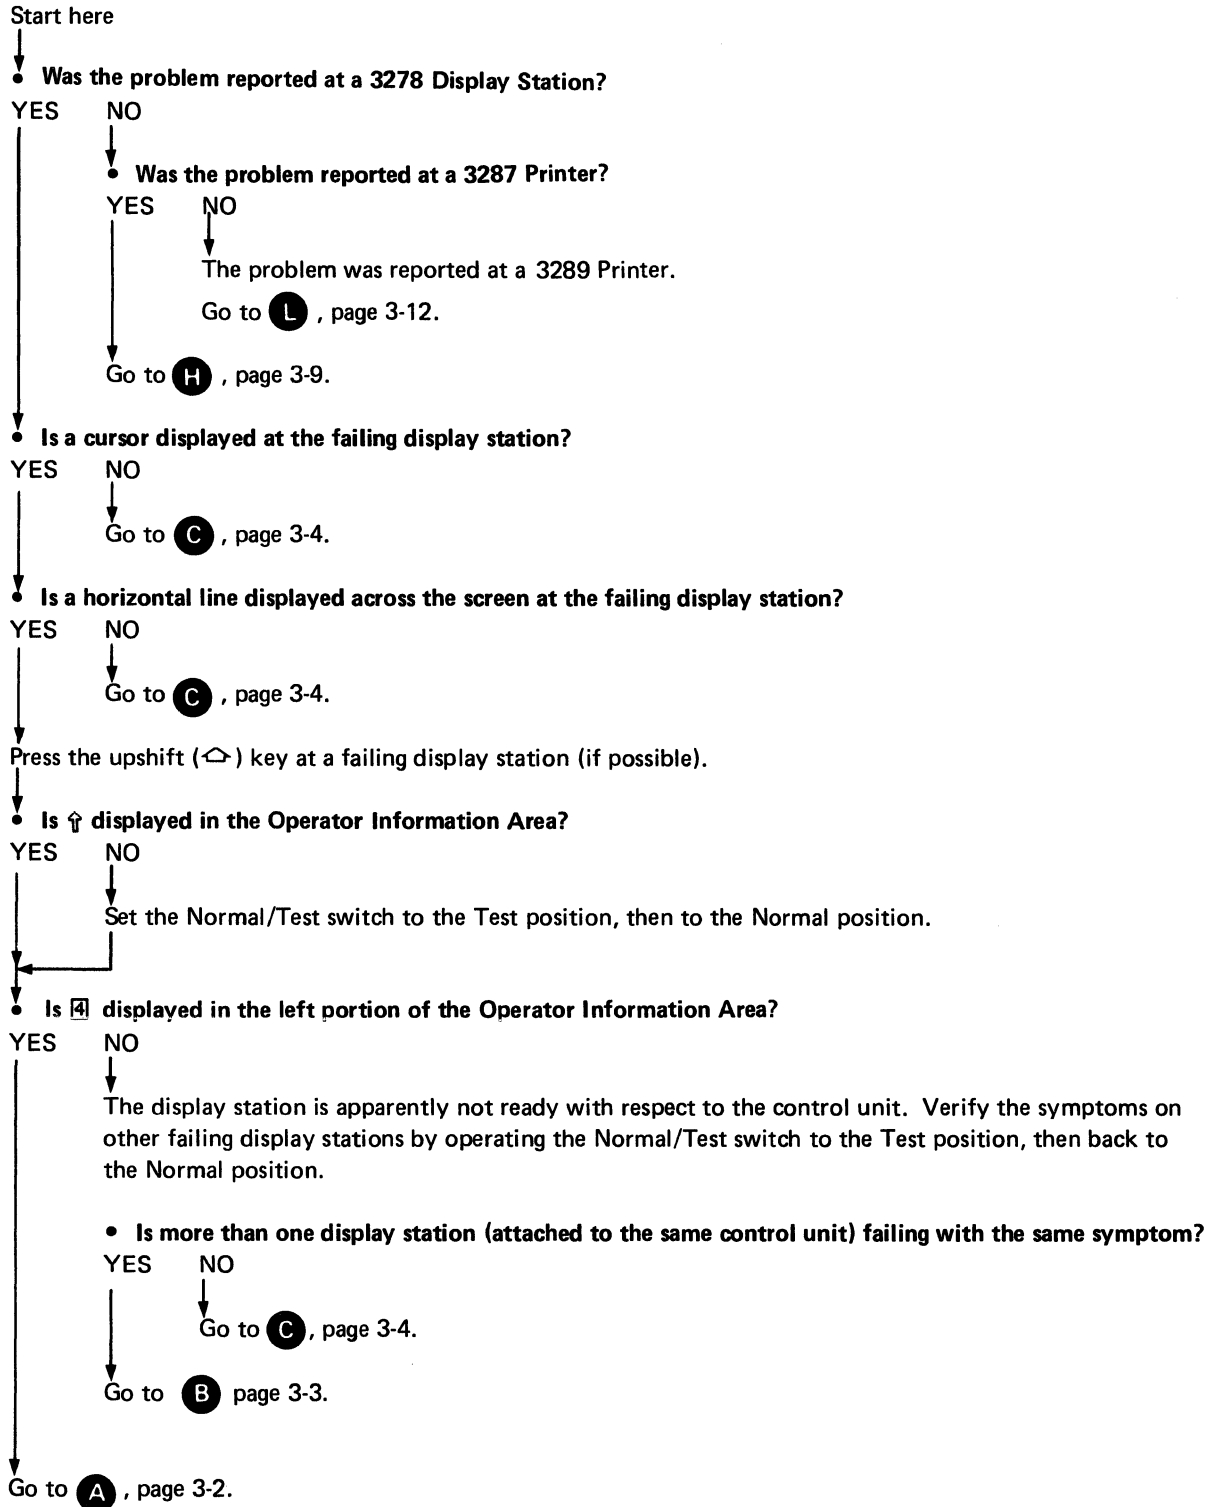 Start here
• Was the problem reported at a 3278 Display Station?
YES NO
• Was the problem reported at a 3287 Printer?
YES NO
The problem was reported at a 3289 Printer.
Go to L , page 3-12.
Go to H , page 3-9.
• Is a cursor displayed at the failing display station?
YES NO
Go to C , page 3-4.
• Is a horizontal line displayed across the screen at the failing display station?
YES NO
Go to C , page 3-4.
Press the upshift (⇧) key at a failing display station (if possible).
• Is ⇧ displayed in the Operator Information Area?
YES NO
Set the Normal/Test switch to the Test position, then to the Normal position.
• Is 4 displayed in the left portion of the Operator Information Area?
YES NO
The display station is apparently not ready with respect to the control unit. Verify the symptoms on
other failing display stations by operating the Normal/Test switch to the Test position, then back to
the Normal position.
• Is more than one display station (attached to the same control unit) failing with the same symptom?
YES NO
Go to C , page 3-4.
Go to B page 3-3.
Go to A , page 3-2.